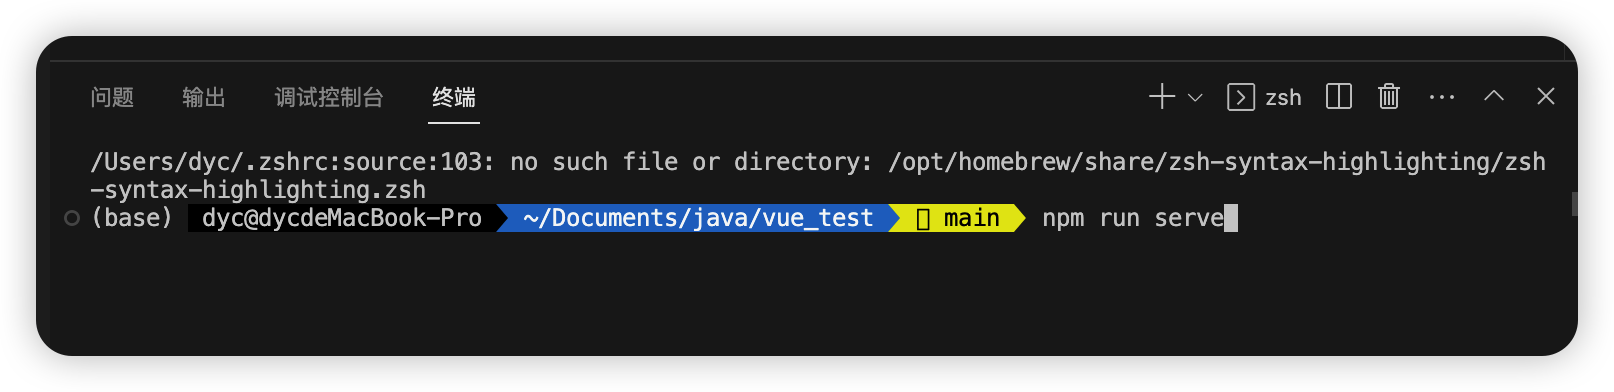 问题 输出 调试控制台 终端 zsh
/Users/dyc/.zshrc:source:103: no such file or directory: /opt/homebrew/share/zsh-syntax-highlighting/zsh
-syntax-highlighting.zsh
(base) dyc@dycdeMacBook-Pro ~/Documents/java/vue_test main npm run serve